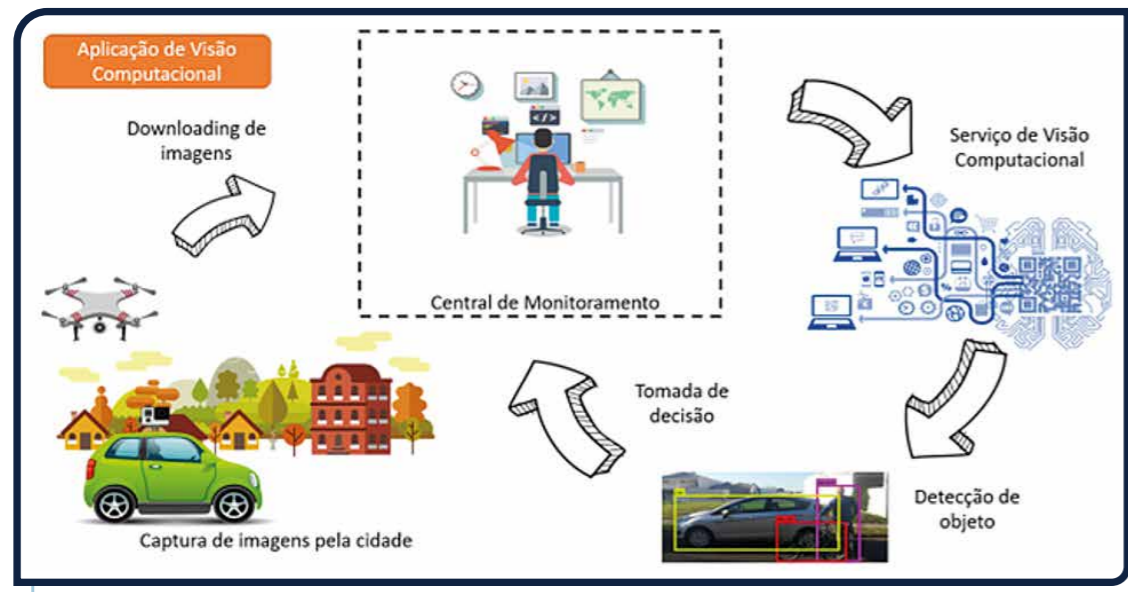 Aplicação de Visão
Computacional
Downloading de
imagens
</>
Central de Monitoramento
Serviço de Visão
Computacional
Tomada de
decisão
Detecção de
objeto
Captura de imagens pela cidade